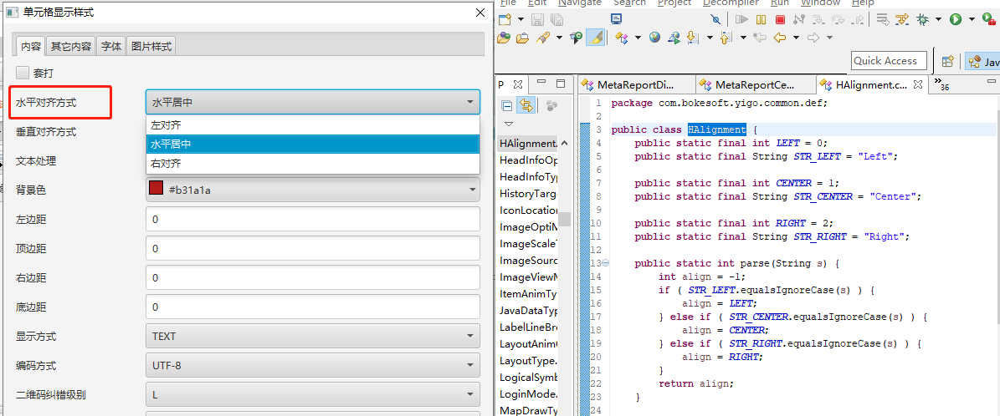 单元格显示样式
内容 其它内容 字体 图片样式
套打
水平对齐方式 水平居中
左对齐
水平居中
右对齐
垂直对齐方式
文本处理
背景色 #b31a1a
左边距 0
顶边距 0
右边距 0
底边距 0
显示方式 TEXT
编码方式 UTF-8
二维码纠错级别 L
File Edit Navigate Search Project Decompiler Run Window Help
Quick Access
Jav
P
HAlignment.
HeadInfoOp
HeadInfoTyp
HistoryTarge
IconLocation
ImageOptiM
ImageScaleT
ImageSourc
ImageViewM
ItemAnimTy
JavaDataTyp
LabelLineBre
LayoutAnimC
LayoutType.
LogicalSymb
LoginMode.
MapDrawTy
MetaReportDi... MetaReportCe... HAlignment.c... »36
1 package com.bokesoft.yigo.common.def;
2
3 public class HAlignment {
4 public static final int LEFT = 0;
5 public static final String STR_LEFT = "Left";
6
7 public static final int CENTER = 1;
8 public static final String STR_CENTER = "Center";
9
10 public static final int RIGHT = 2;
11 public static final String STR_RIGHT = "Right";
12
13 public static int parse(String s) {
14 int align = -1;
15 if ( STR_LEFT.equalsIgnoreCase(s) ) {
16 align = LEFT;
17 } else if ( STR_CENTER.equalsIgnoreCase(s) ) {
18 align = CENTER;
19 } else if ( STR_RIGHT.equalsIgnoreCase(s) ) {
20 align = RIGHT;
21 }
22 return align;
23 }
24